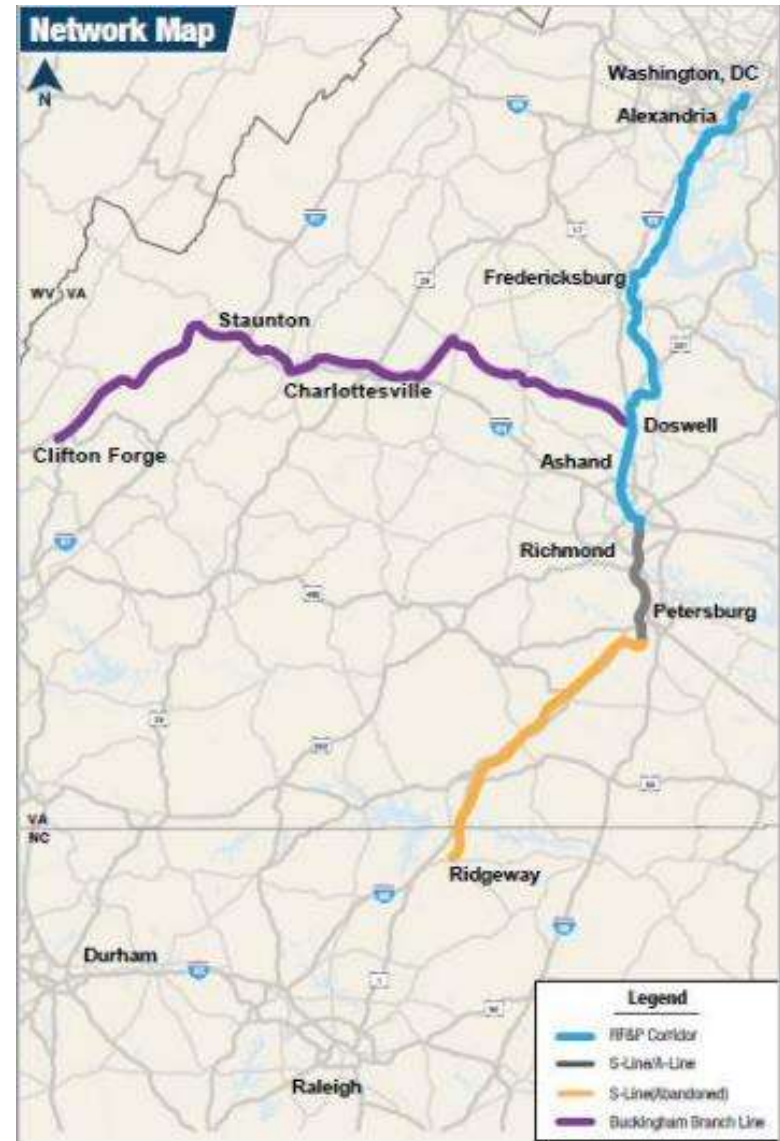 Network Map
N
Washington, DC
Alexandria
Fredericksburg
WV VA
Staunton
Charlottesville
Doswell
Clifton Forge
Ashand
Richmond
Petersburg
VA
NC
Ridgeway
Durham
Raleigh
Legend
RF&P Corridor
S-Line/A-Line
S-Line(Abandoned)
Buckingham Branch Line